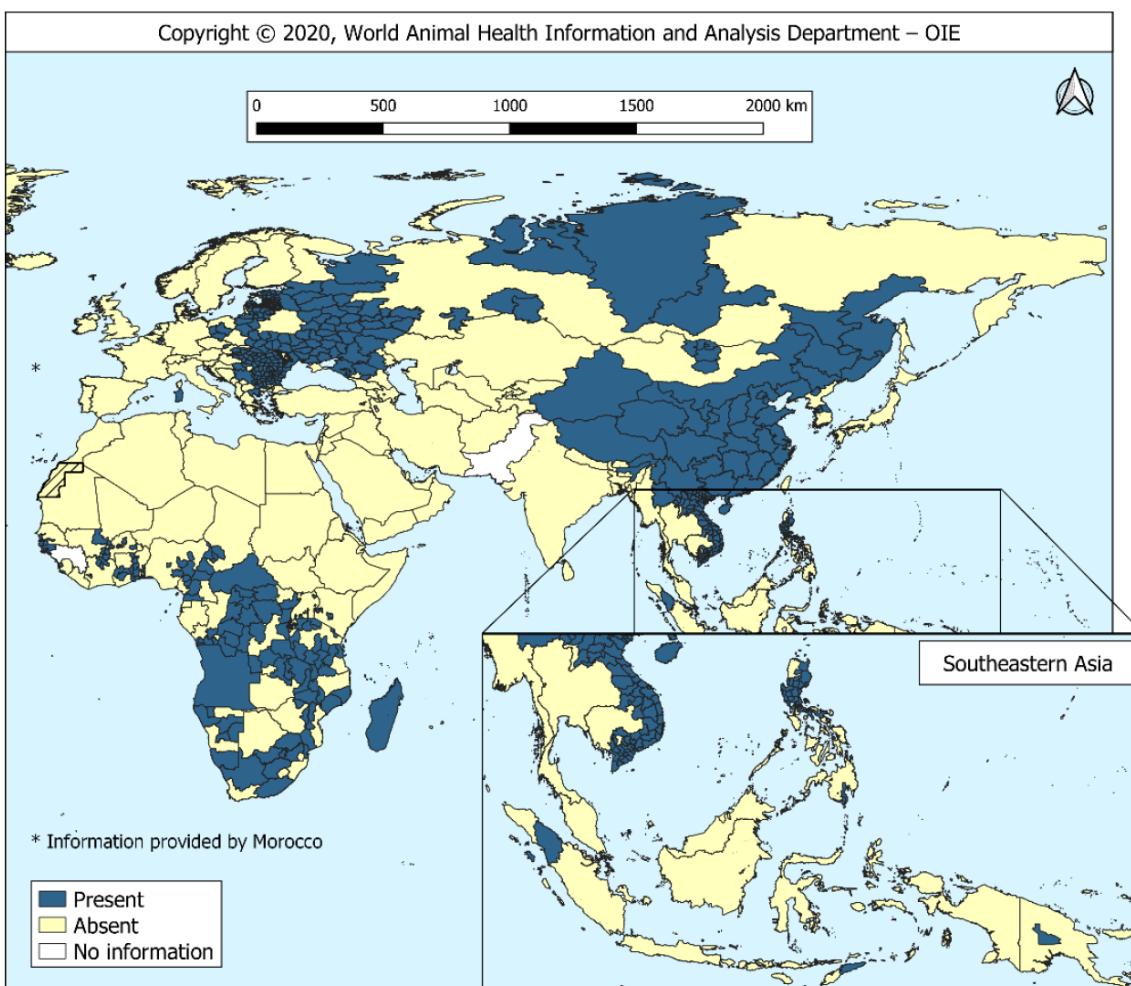 Copyright © 2020, World Animal Health Information and Analysis Department – OIE
0 500 1000 1500 2000 km
*
Southeastern Asia
* Information provided by Morocco
Present
Absent
No information